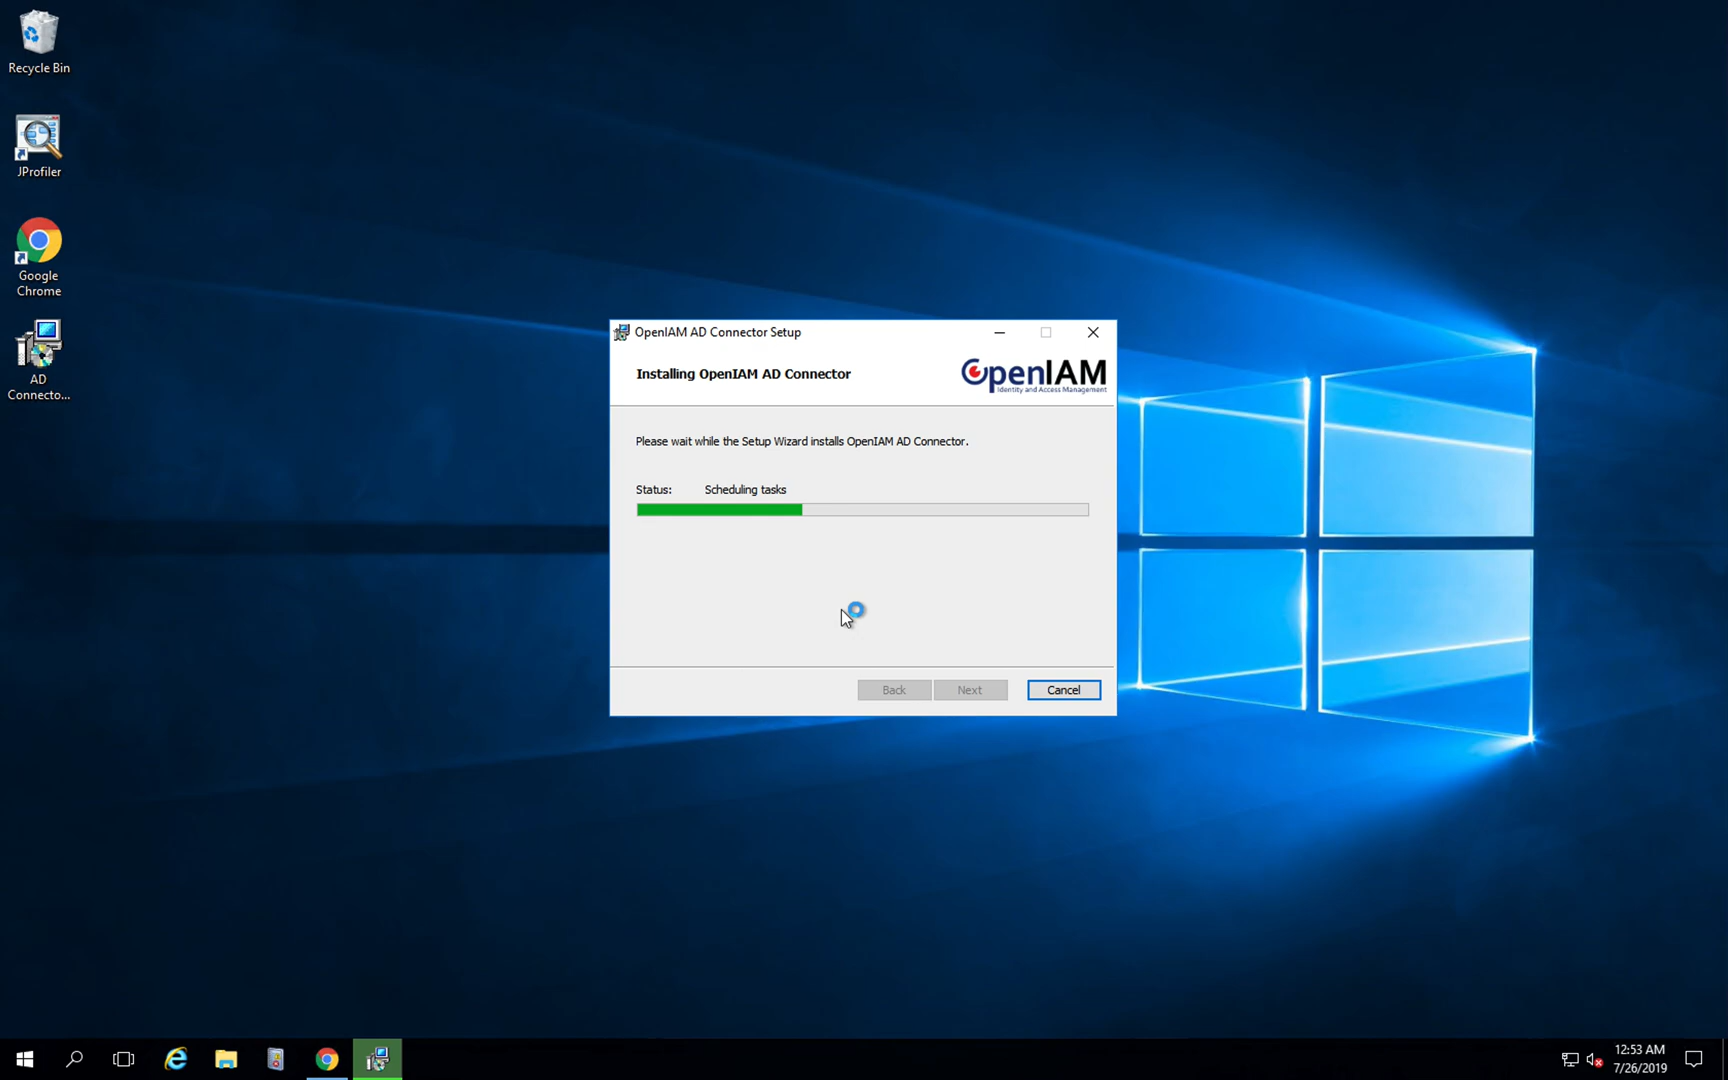 Recycle Bin
JProfiler
Google
Chrome
AD
Connecto...
OpenIAM AD Connector Setup
Installing OpenIAM AD Connector
OpenIAM
Identity and Access Management
Please wait while the Setup Wizard installs OpenIAM AD Connector.
Status: Scheduling tasks
Back Next Cancel
12:53 AM
7/26/2019